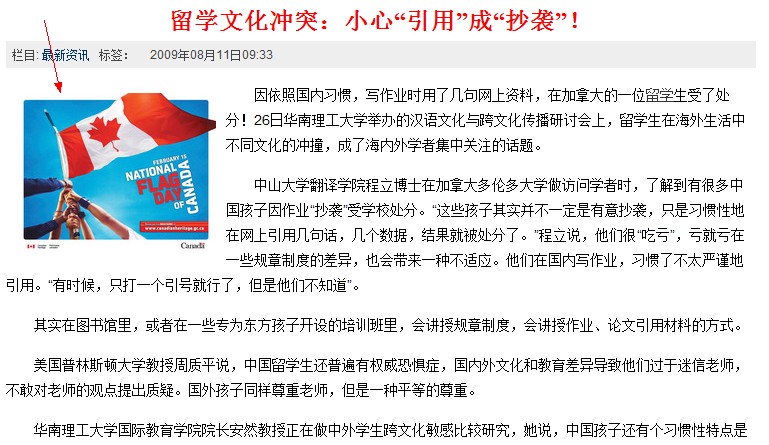 留学文化冲突：小心“引用”成“抄袭”！
栏目: 最新资讯 标签： 2009年08月11日09:33
FEBRUARY 15
NATIONAL
FLAG
DAY
OF
CANADA
www.canadianheritage.gc.ca
Canada
因依照国内习惯，写作业时用了几句网上资料，在加拿大的一位留学生受了处
分！26日华南理工大学举办的汉语文化与跨文化传播研讨会上，留学生在海外生活中
不同文化的冲撞，成了海内外学者集中关注的话题。
中山大学翻译学院程立博士在加拿大多伦多大学做访问学者时，了解到有很多中
国孩子因作业“抄袭”受学校处分。“这些孩子其实并不一定是有意抄袭，只是习惯性地
在网上引用几句话，几个数据，结果就被处分了。”程立说，他们很“吃亏”，亏就亏在
一些规章制度的差异，也会带来一种不适应。他们在国内写作业，习惯了不太严谨地
引用。“有时候，只打一个引号就行了，但是他们不知道”。
其实在图书馆里，或者在一些专为东方孩子开设的培训班里，会讲授规章制度，会讲授作业、论文引用材料的方式。
美国普林斯顿大学教授周质平说，中国留学生还普遍有权威恐惧症，国内外文化和教育差异导致他们过于迷信老师，
不敢对老师的观点提出质疑。国外孩子同样尊重老师，但是一种平等的尊重。
华南理工大学国际教育学院院长安然教授正在做中外学生跨文化敏感比较研究，她说，中国孩子还有个习惯性特点是